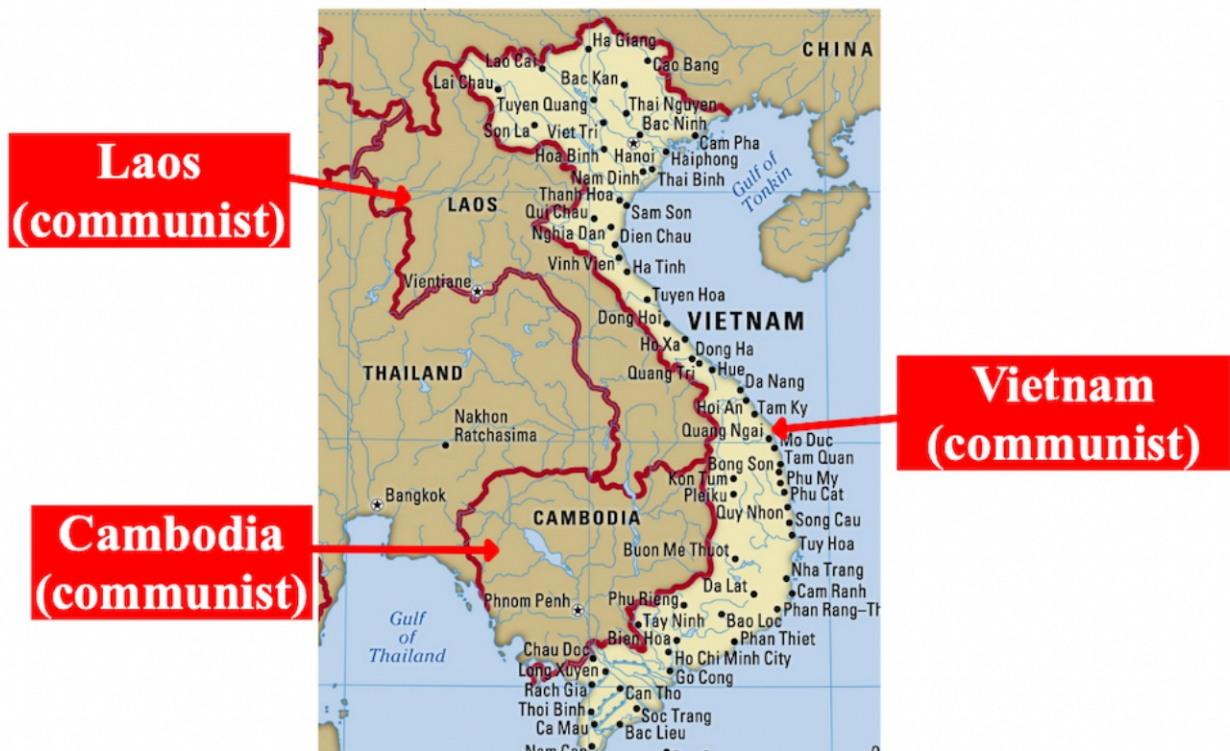 Laos
(communist)
Vietnam
(communist)
Cambodia
(communist)
CHINA
Ha Giang
Lao Cai
Cao Bang
Bac Kan
Lai Chau
Tuyen Quang
Thai Nguyen
Bac Ninh
Son La
Viet Tri
Cam Pha
Hoa Binh
Hanoi
Haiphong
Nam Dinh
Thai Binh
Gulf of
Tonkin
Thanh Hoa
LAOS
Qui Chau
Sam Son
Nghia Dan
Dien Chau
Vinh Vien
Ha Tinh
Vientiane
Tuyen Hoa
Dong Hoi
VIETNAM
Ho Xa
Dong Ha
THAILAND
Quang Tri
Hue
Da Nang
Hoi An
Tam Ky
Nakhon
Ratchasima
Quang Ngai
Mo Duc
Tam Quan
Bong Son
Kon Tum
Phu My
Pleiku
Phu Cat
Bangkok
Quy Nhon
CAMBODIA
Song Cau
Tuy Hoa
Buon Me Thuot
Nha Trang
Da Lat
Cam Ranh
Phnom Penh
Phu Rieng
Phan Rang-Th
Gulf
of
Thailand
Tay Ninh
Bao Loc
Bien Hoa
Phan Thiet
Chau Doc
Ho Chi Minh City
Long Xuyen
Go Cong
Rach Gia
Can Tho
Thoi Binh
Soc Trang
Ca Mau
Bac Lieu